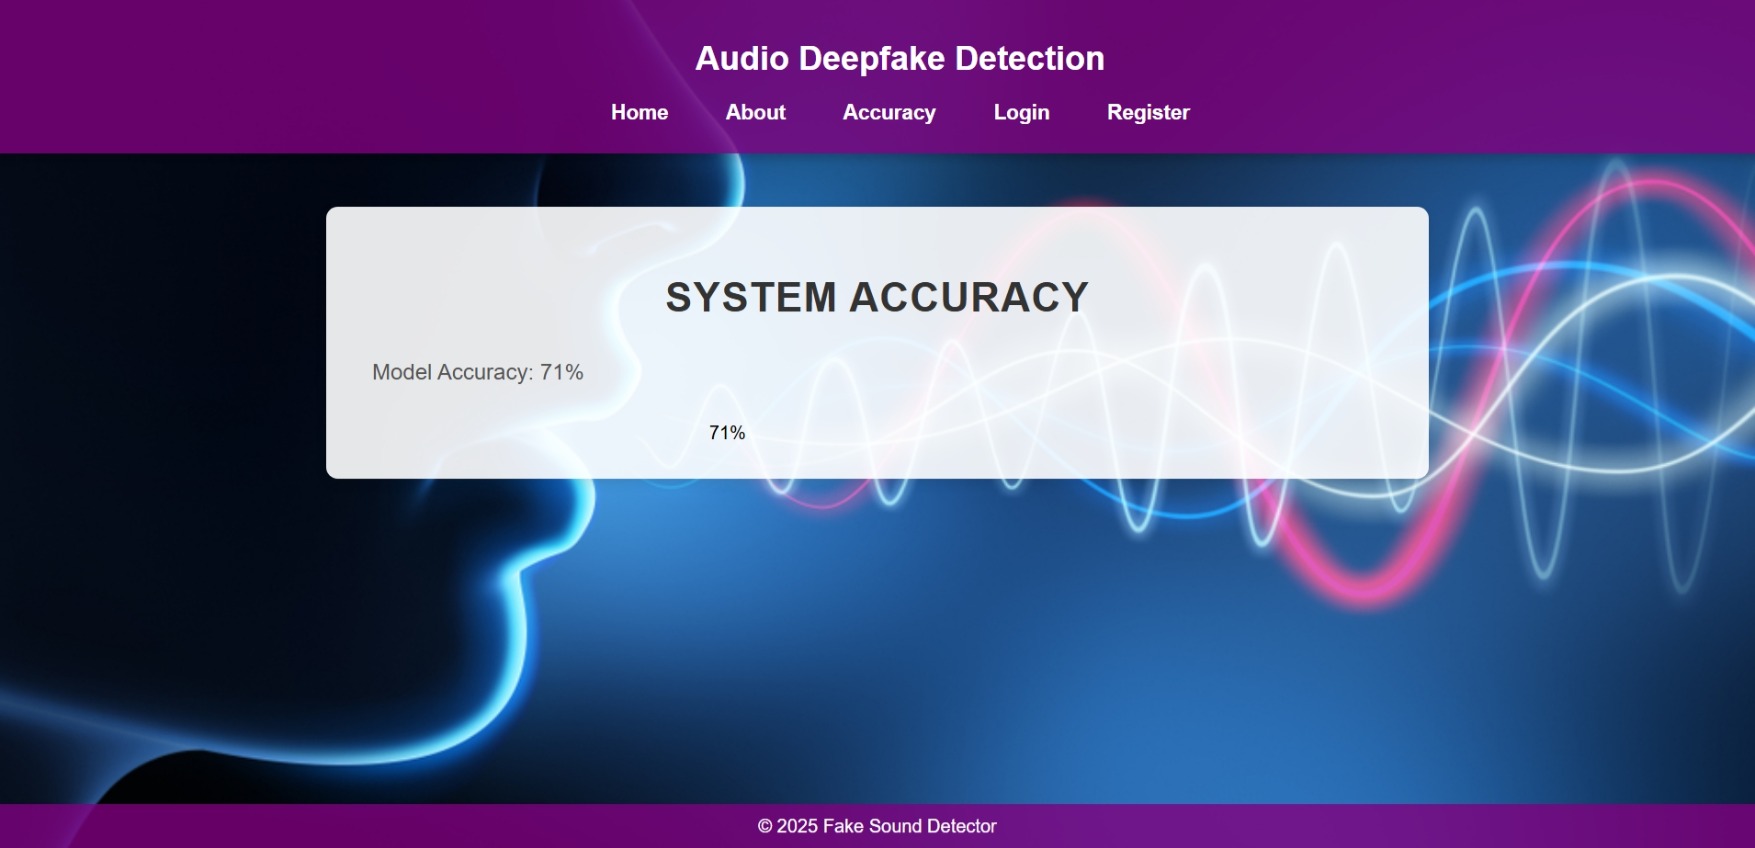 Audio Deepfake Detection
Home About Accuracy Login Register
SYSTEM ACCURACY
Model Accuracy: 71%
71%
© 2025 Fake Sound Detector